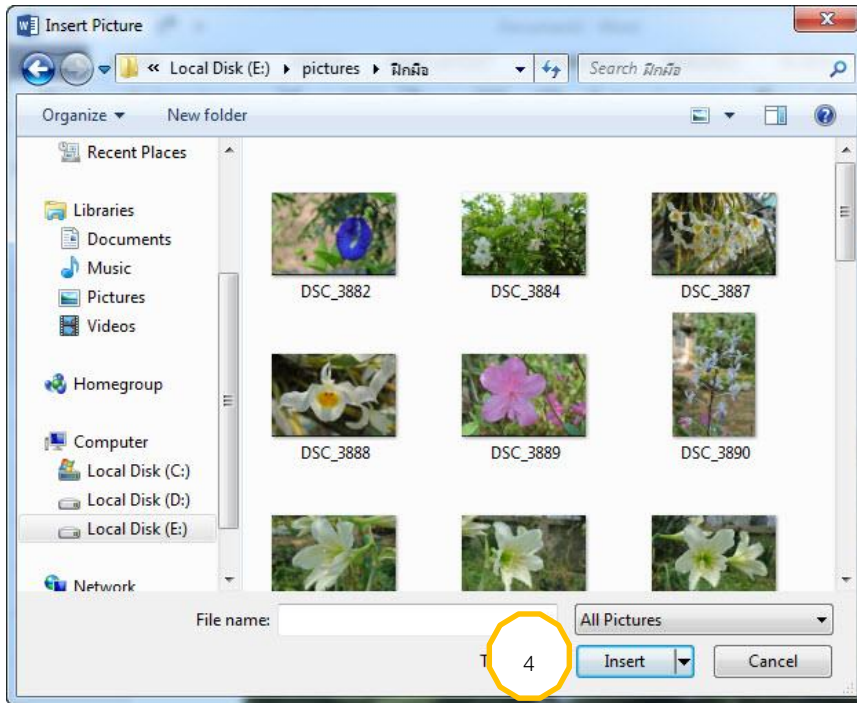 Insert Picture
« Local Disk (E:) ▸ pictures ▸ ฝึกมือ
Search ฝึกมือ
Organize ▾ New folder
Recent Places
Libraries
Documents
Music
Pictures
Videos
Homegroup
Computer
Local Disk (C:)
Local Disk (D:)
Local Disk (E:)
Network
DSC_3882 DSC_3884 DSC_3887
DSC_3888 DSC_3889 DSC_3890
File name:
All Pictures
4
Insert
Cancel